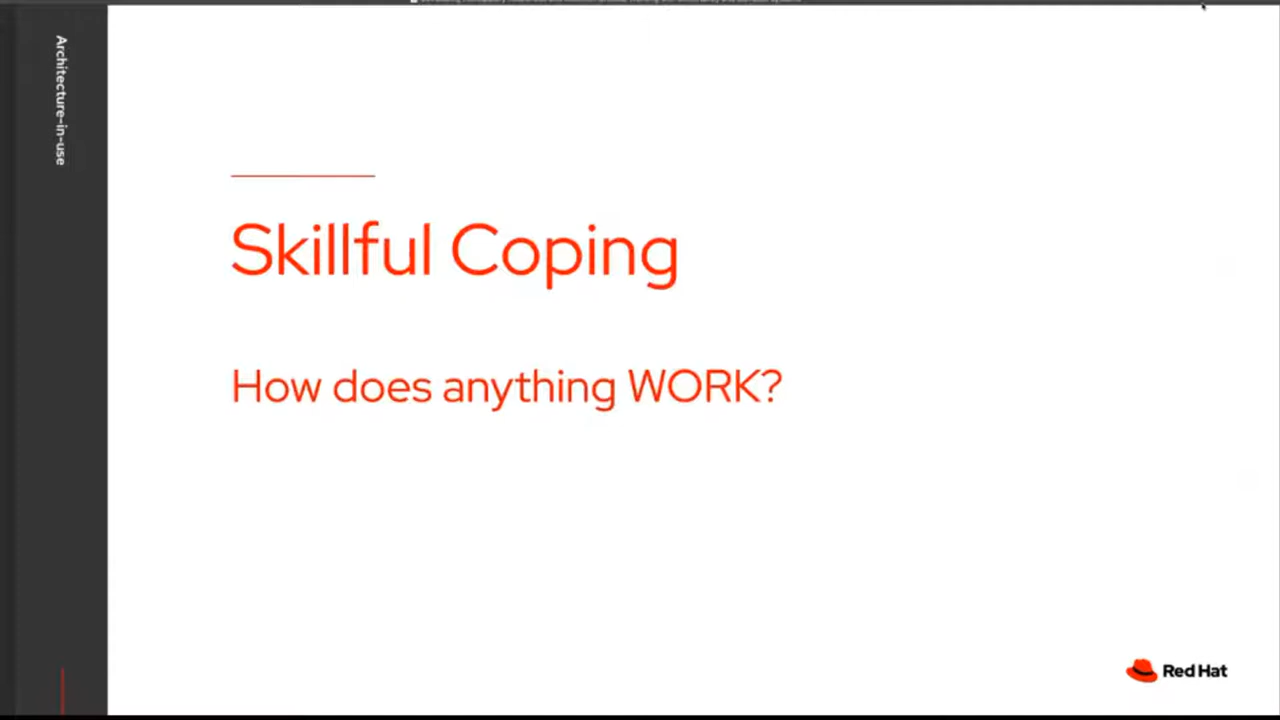 Architecture-in-use
Skillful Coping
How does anything WORK?
Red Hat